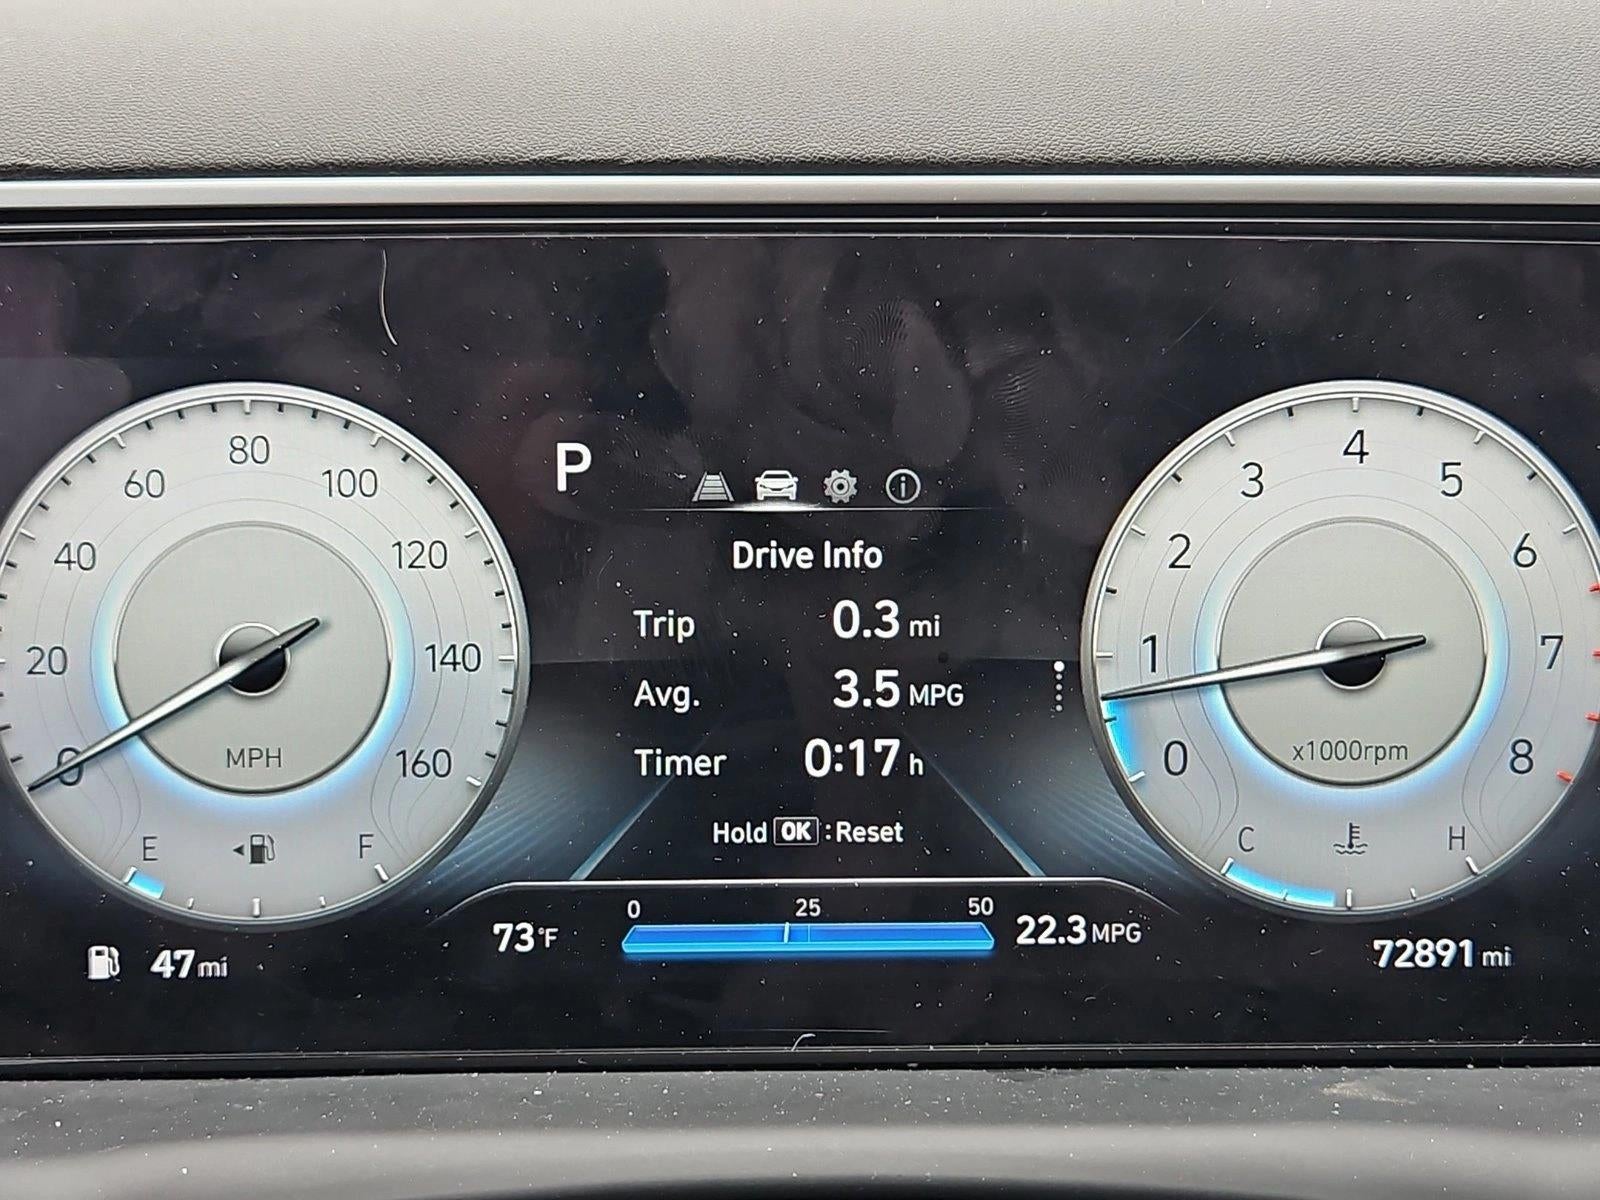 P
Drive Info
Trip 0.3 mi
Avg. 3.5 MPG
Timer 0:17 h
Hold OK : Reset
0 20 40 60 80 100 120 140 160
MPH
E F
47 mi
73°F
0 25 50
22.3 MPG
0 1 2 3 4 5 6 7 8
x1000rpm
C H
72891 mi